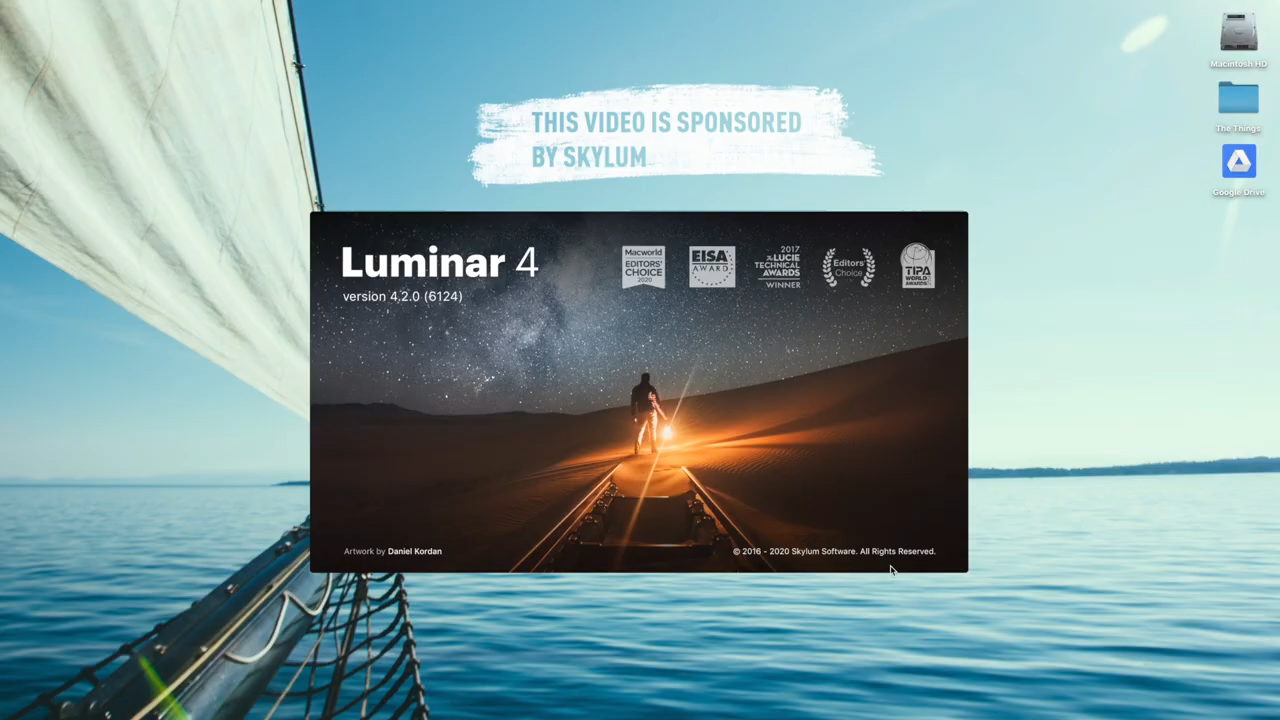 Macintosh HD
The Things
Google Drive
THIS VIDEO IS SPONSORED
BY SKYLUM
Luminar 4
version 4.2.0 (6124)
Macworld
EDITORS'
CHOICE
2020
EISA
AWARD
2017
THE LUCIE
TECHNICAL
AWARDS
WINNER
Editors'
Choice
TIPA
WORLD
AWARDS
Artwork by Daniel Kordan
© 2016 - 2020 Skylum Software. All Rights Reserved.